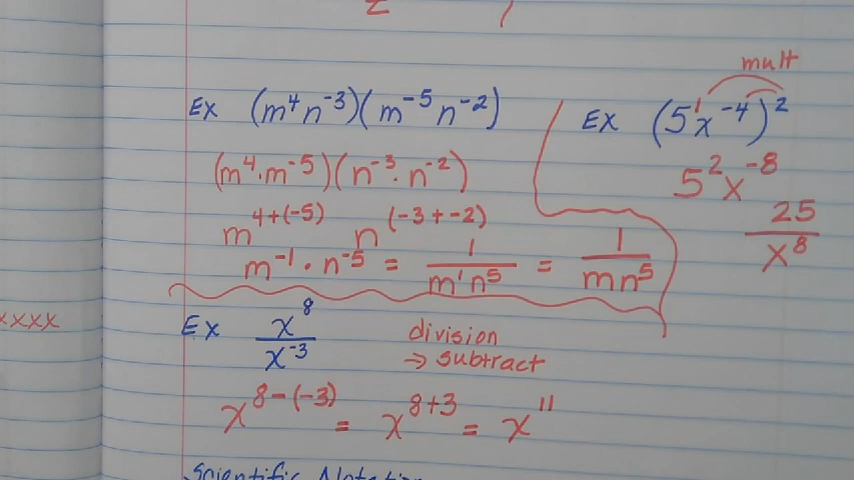 Ex (m⁴n⁻³)(m⁻⁵n⁻²)
(m⁴·m⁻⁵)(n⁻³·n⁻²)
m⁴⁺⁽⁻⁵⁾ n⁽⁻³⁺⁻²⁾
m⁻¹·n⁻⁵ = 1/m¹n⁵ = 1/mn⁵
mult
Ex (5¹x⁻⁴)²
5²x⁻⁸
25/x⁸
xxxx
Ex x⁸/x⁻³
division
→ subtract
x⁸⁻⁽⁻³⁾ = x⁸⁺³ = x¹¹
Scientific Notation